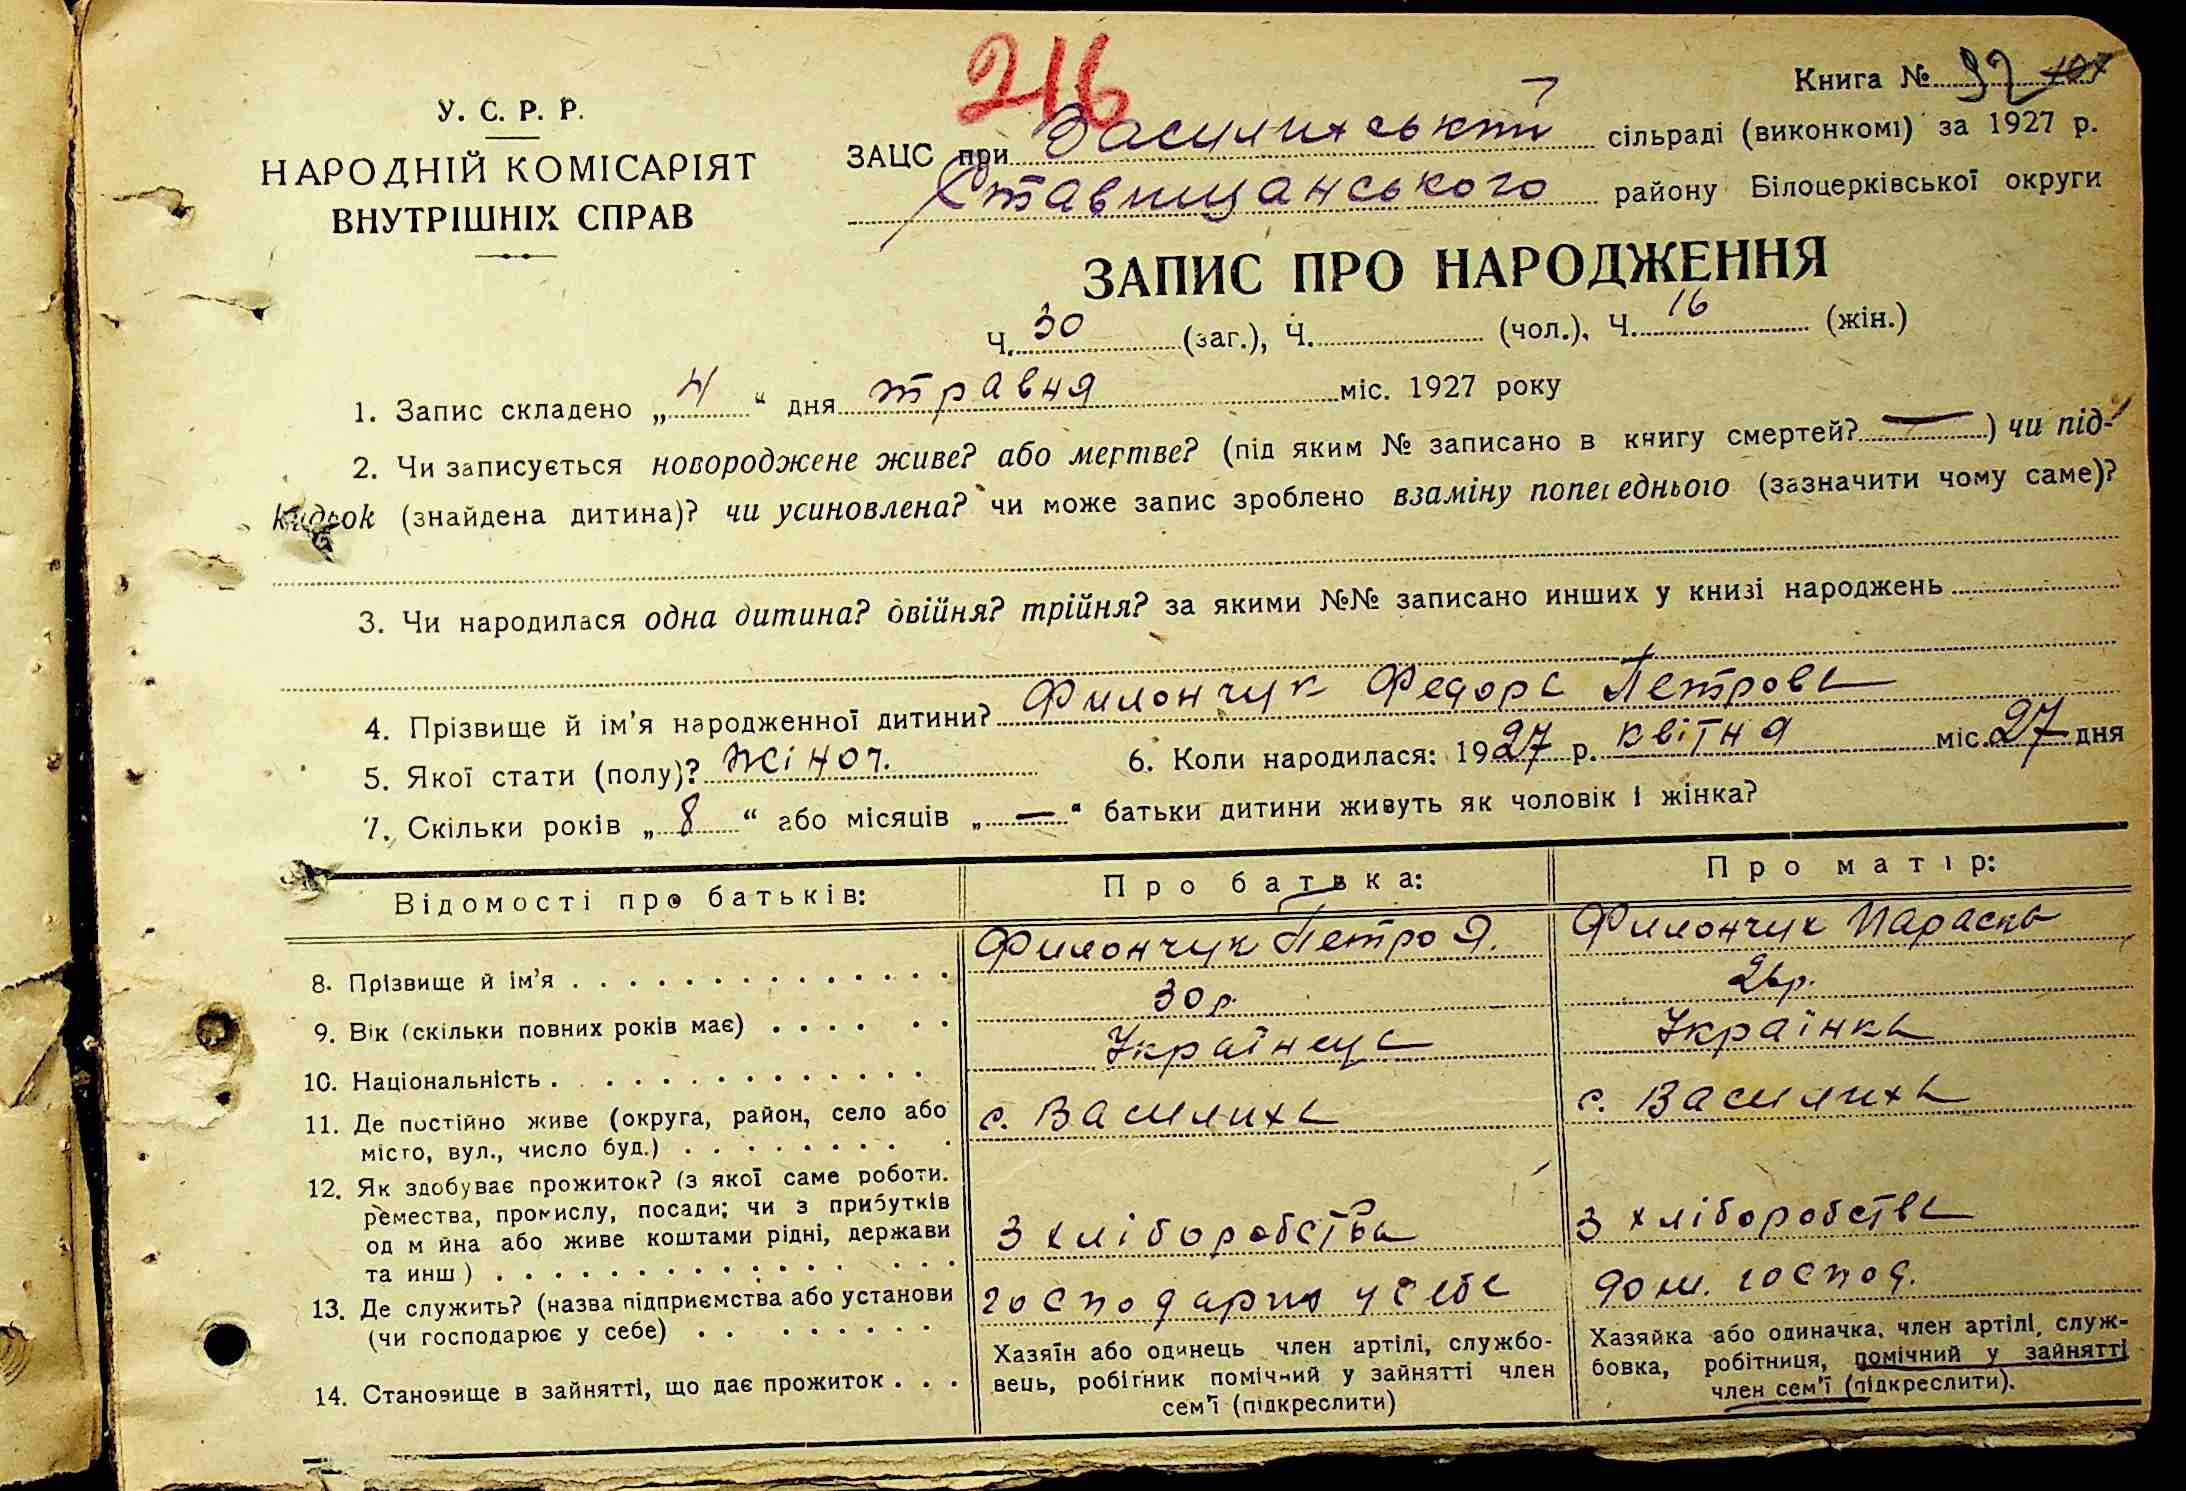 216
Книга № 92 107
У. С. Р. Р.
НАРОДНІЙ КОМІСАРІЯТ
ВНУТРІШНІХ СПРАВ
ЗАЦС при Василихській сільраді (виконкомі) за 1927 р.
Ставищанського району Білоцерківської округи
ЗАПИС ПРО НАРОДЖЕННЯ
Ч. 30 (заг.), Ч. (чол.), Ч. 16 (жін.)
1. Запис складено „ 4 “ дня травня міс. 1927 року
2. Чи записується новороджене живе? або мертве? (під яким № записано в книгу смертей? — ) чи під-
кидьок (знайдена дитина)? чи усиновлена? чи може запис зроблено взаміну попереднього (зазначити чому саме)?
3. Чи народилася одна дитина? двійня? трійня? за якими №№ записано инших у книзі народжень
4. Прізвище й ім’я народженної дитини? Филончук Федора Петрова
5. Якої стати (полу)? жіноч. 6. Коли народилася: 1927 р. квітня міс. 27 дня
7. Скільки років „ 8 “ або місяців „ — “ батьки дитини живуть як чоловік і жінка?
Відомості про батьків: Про батька: Про матір:
8. Прізвище й ім’я Филончук Петро Я. Филончук Параска
9. Вік (скільки повних років має) 30 р. 26 р.
10. Національність Українець Українка
11. Де постійно живе (округа, район, село або
місто, вул., число буд.) с. Василиха с. Василиха
12. Як здобуває прожиток? (з якої саме роботи.
ремества, промислу, посади; чи з прибутків
од м йна або живе коштами рідні, держави
та инш ) З хліборобства З хліборобства
13. Де служить? (назва підприємства або установи
(чи господарює у себе) господарює у себе дом. господ.
14. Становище в зайнятті, що дає прожиток
Хазяїн або одинець член артілі, службо-
вець, робігник помічний у зайнятті член
сем’ї (підкреслити)
Хазяйка або одиначка, член артілі, служ-
бовка, робітниця, помічний у зайнятті
член сем’ї (підкреслити).